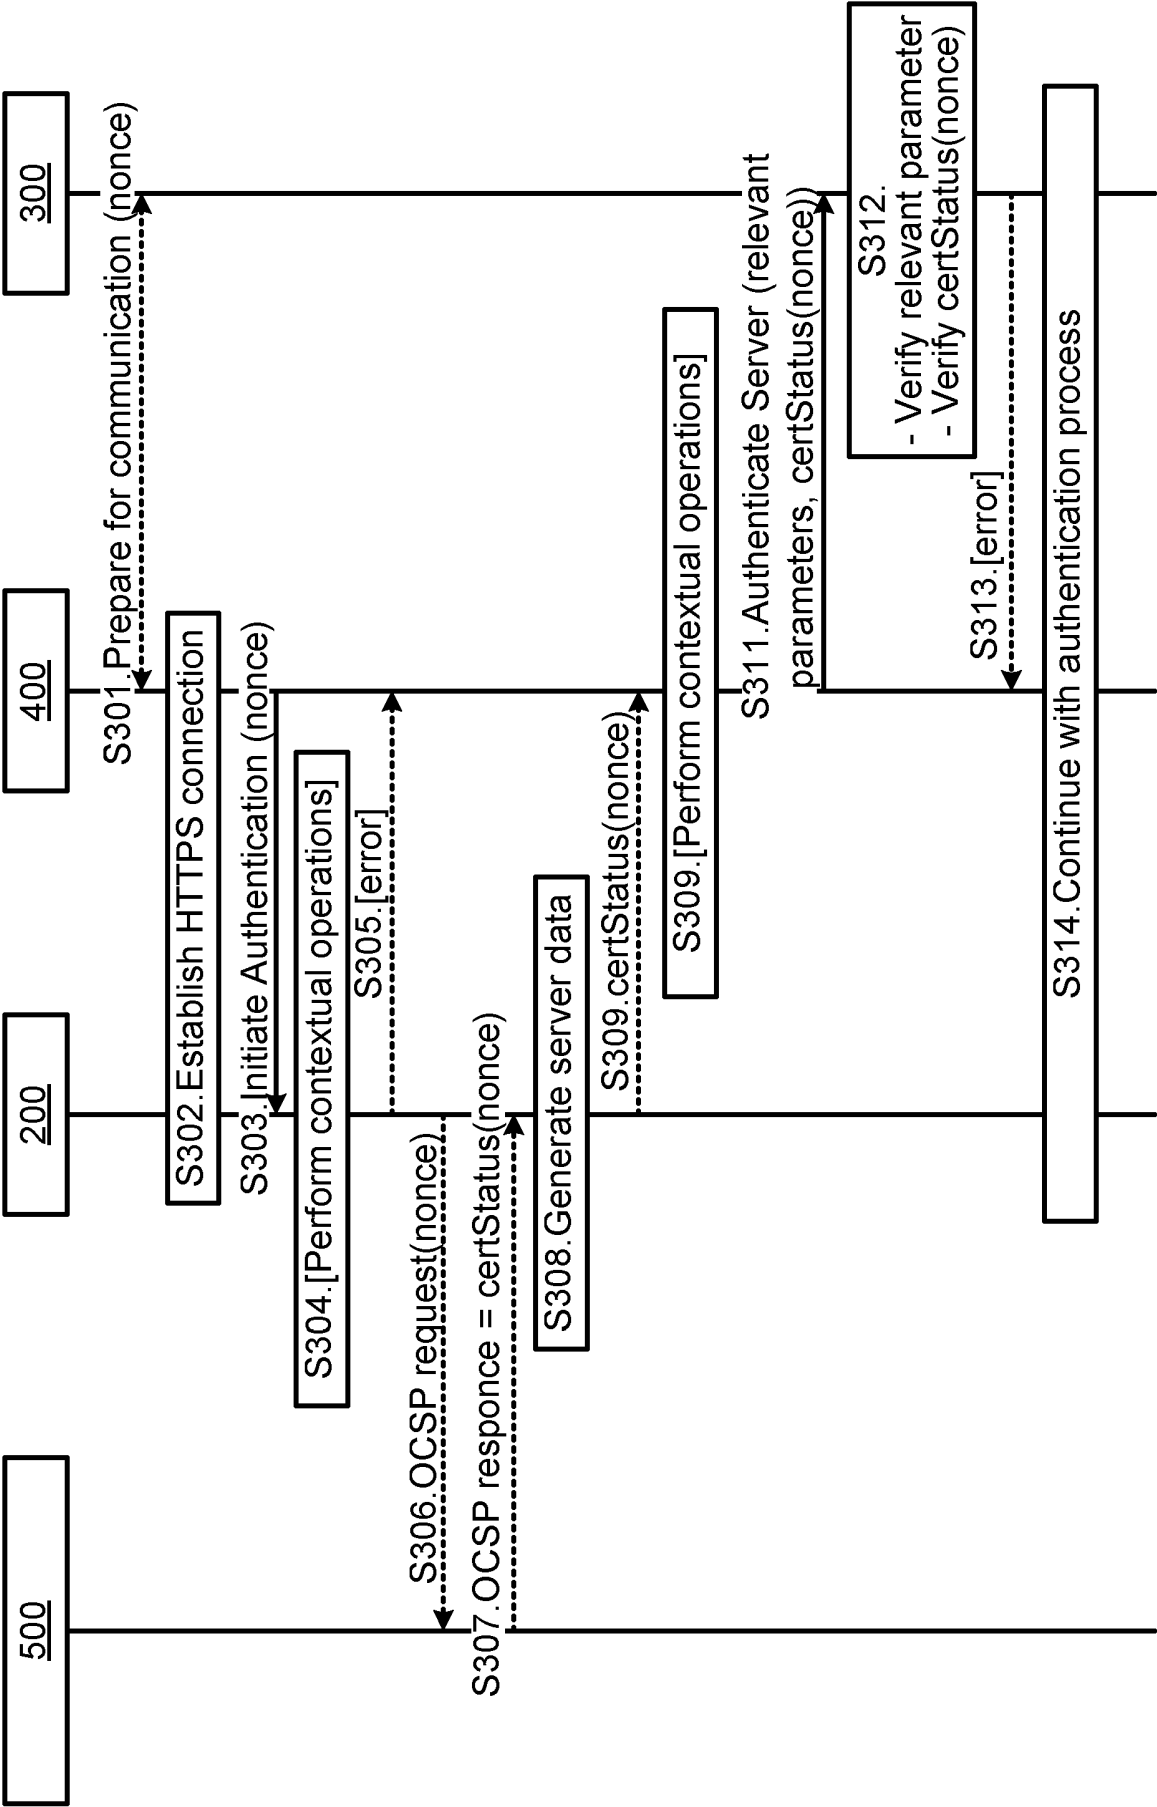 500
200
400
300
S301.Prepare for communication (nonce)
S302.Establish HTTPS connection
S303.Initiate Authentication (nonce)
S304.[Perform contextual operations]
S305.[error]
S306.OCSP request(nonce)
S307.OCSP responce = certStatus(nonce)
S308.Generate server data
S309.certStatus(nonce)
S309.[Perform contextual operations]
S311.Authenticate Server (relevant
parameters, certStatus(nonce))
S312.
- Verify relevant parameter
- Verify certStatus(nonce)
S313.[error]
S314.Continue with authentication process